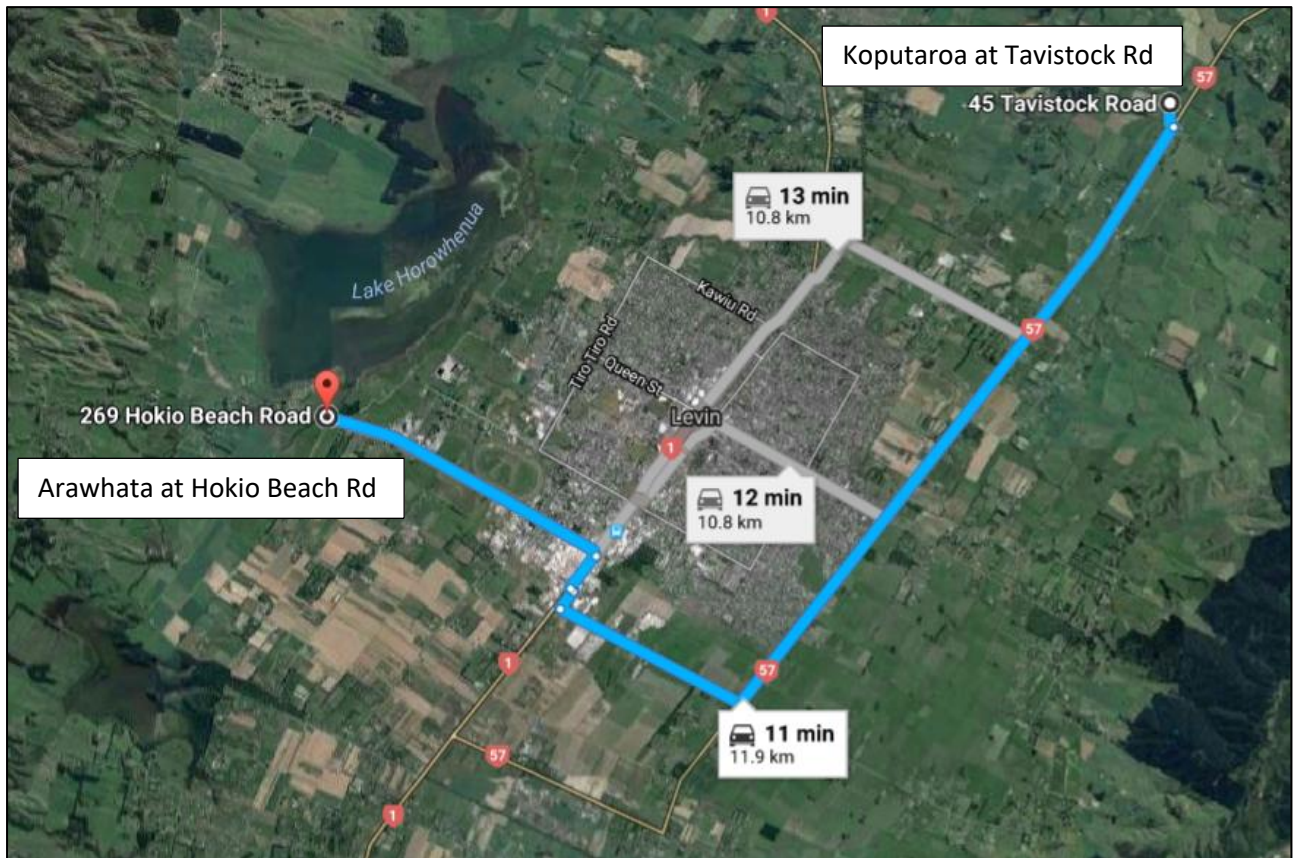 1
Koputaroa at Tavistock Rd
57
45 Tavistock Road
13 min
10.8 km
Lake Horowhenua
Kawiu Rd
57
Tiro Tiro Rd
Queen St
269 Hokio Beach Road
Levin
1
Arawhata at Hokio Beach Rd
12 min
10.8 km
1
57
11 min
11.9 km
57
1